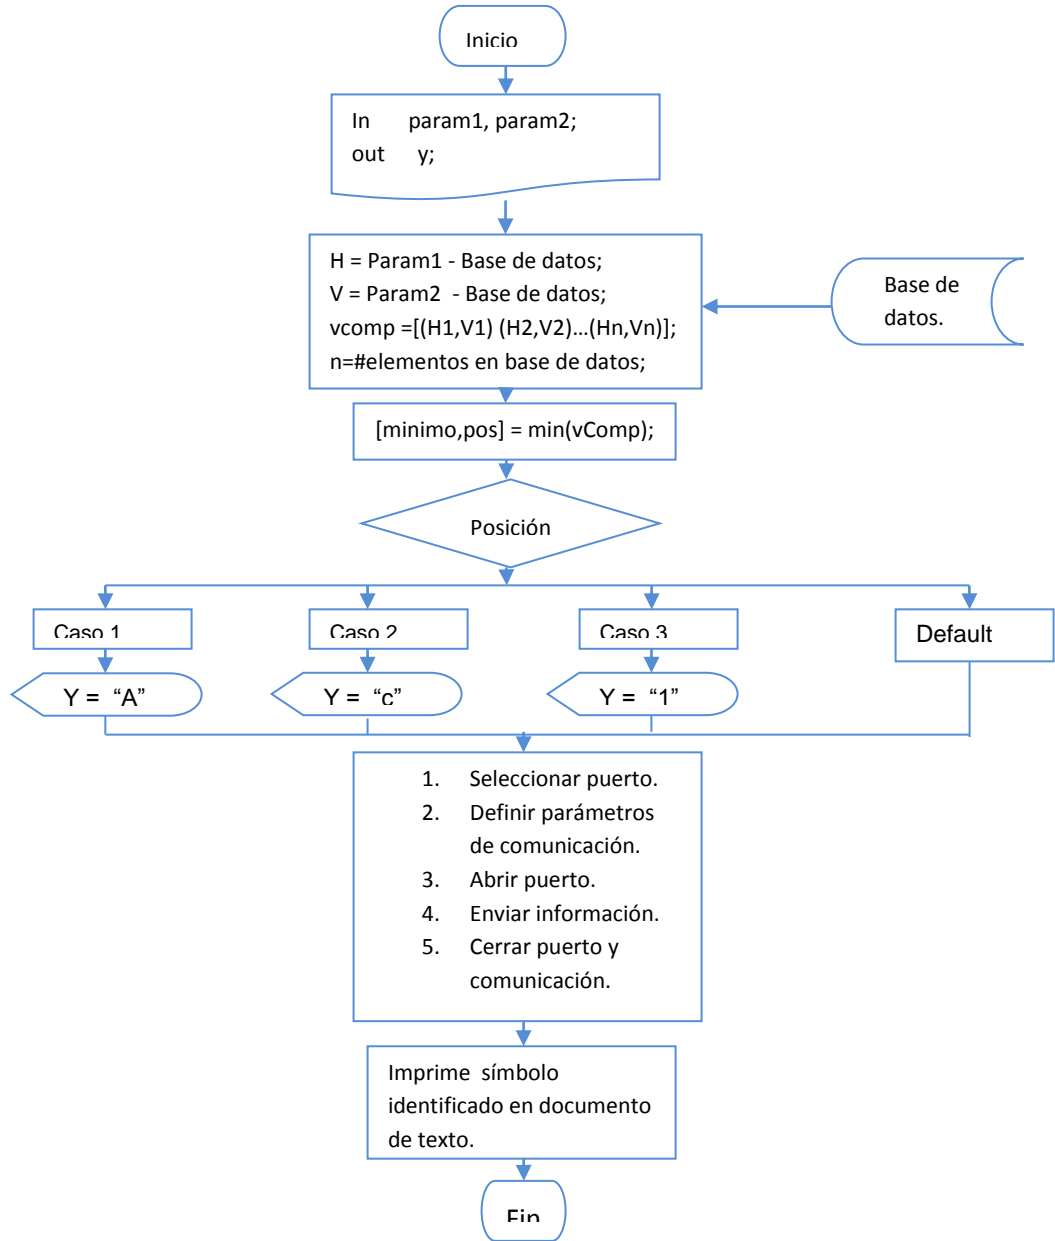 Inicio
In param1, param2;
out y;
H = Param1 - Base de datos;
V = Param2 - Base de datos;
vcomp =[(H1,V1) (H2,V2)...(Hn,Vn)];
n=#elementos en base de datos;
Base de
datos.
[minimo,pos] = min(vComp);
Posición
Caso 1
Caso 2
Caso 3
Default
Y = “A”
Y = “c”
Y = “1”
1. Seleccionar puerto.
2. Definir parámetros
de comunicación.
3. Abrir puerto.
4. Enviar información.
5. Cerrar puerto y
comunicación.
Imprime símbolo
identificado en documento
de texto.
Fin